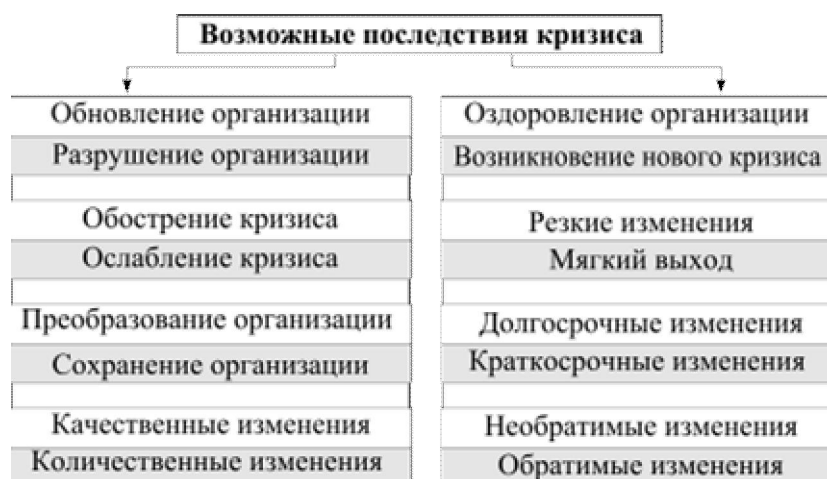 Возможные последствия кризиса
Обновление организации
Разрушение организации
Обострение кризиса
Ослабление кризиса
Преобразование организации
Сохранение организации
Качественные изменения
Количественные изменения
Оздоровление организации
Возникновение нового кризиса
Резкие изменения
Мягкий выход
Долгосрочные изменения
Краткосрочные изменения
Необратимые изменения
Обратимые изменения